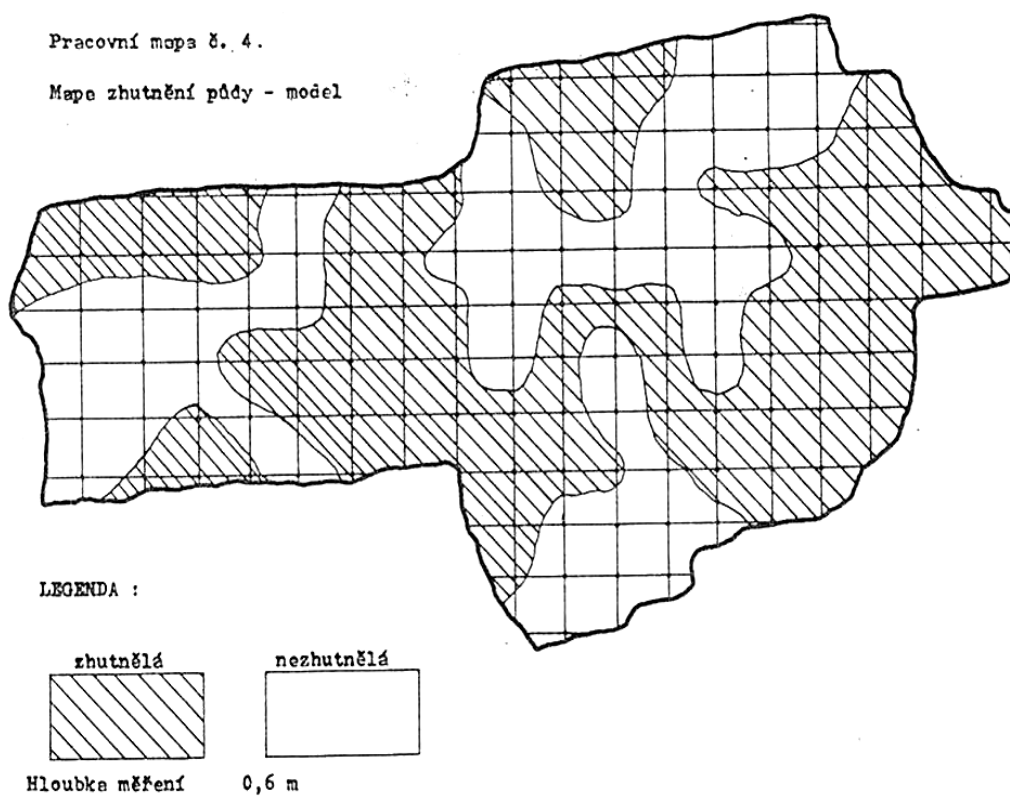 Pracovní mapa č. 4.
Mapa zhutnění půdy - model
LEGENDA :
zhutnělá nezhutnělá
Hloubka měření 0,6 m